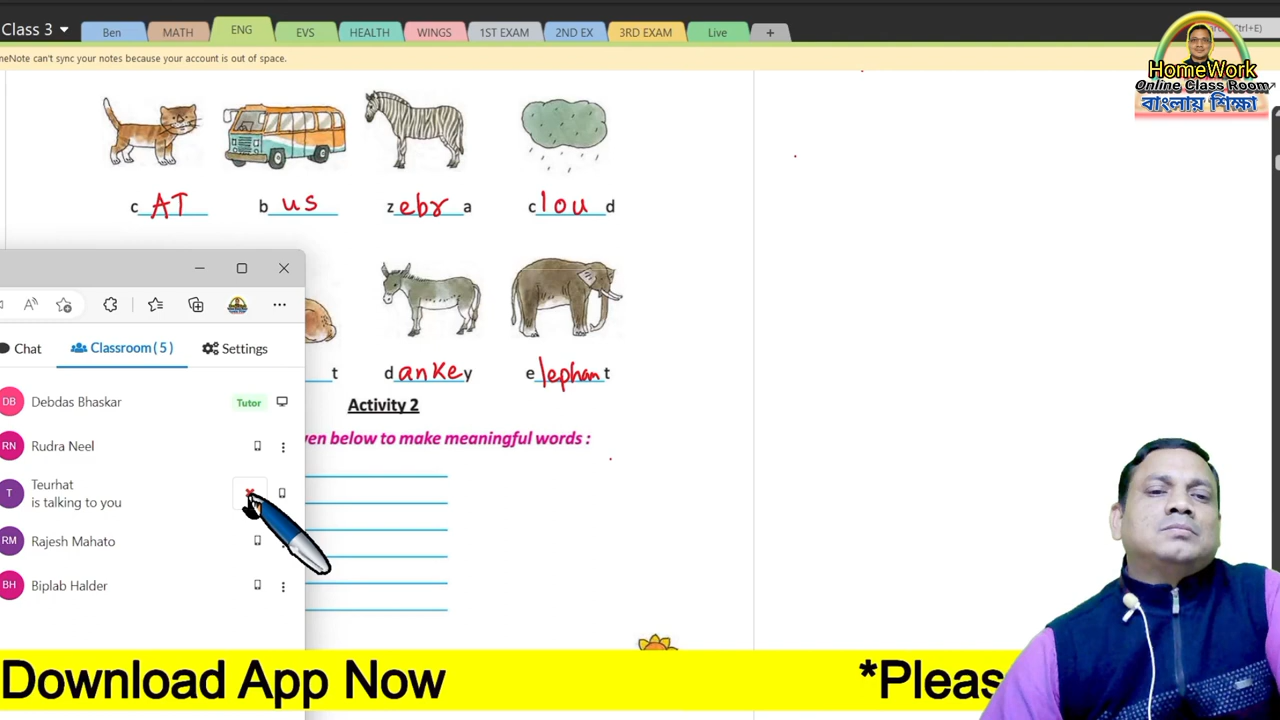 Class 3
Ben
MATH
ENG
EVS
HEALTH
WINGS
1ST EXAM
2ND EX
3RD EXAM
Live
+
eNote can't sync your notes because your account is out of space.
HomeWork
Online Class Room
বাংলায় শিক্ষা
c AT
b us
z ebr a
c lou d
t
d anke y
e lephan t
Activity 2
en below to make meaningful words :
Chat
Classroom ( 5 )
Settings
DB Debdas Bhaskar Tutor
RN Rudra Neel
T Teurhat
is talking to you
RM Rajesh Mahato
BH Biplab Halder
Download App Now
*Pleas